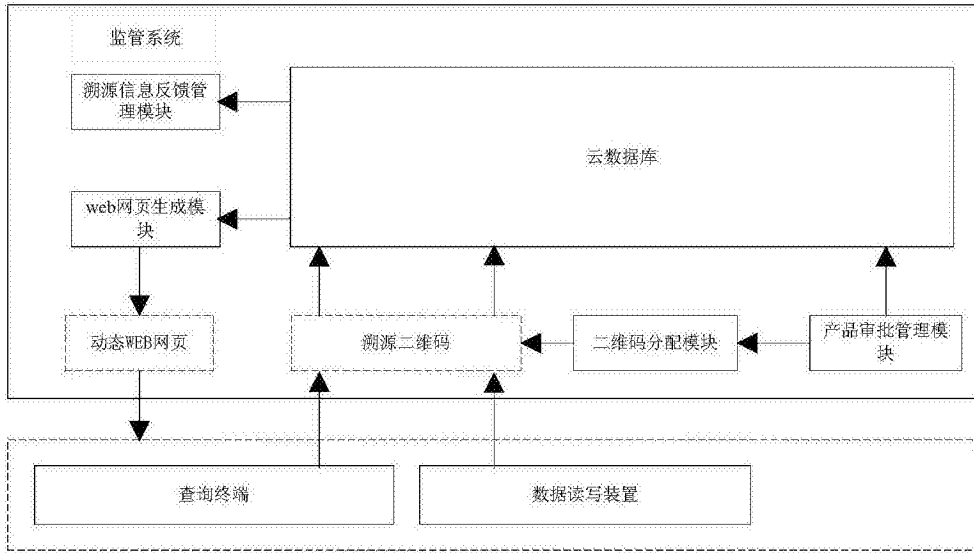 监管系统
溯源信息反馈管
理模块
云数据库
web网页生成模
块
动态WEB网页
溯源二维码
二维码分配模块
产品审批管理模
块
查询终端
数据读写装置